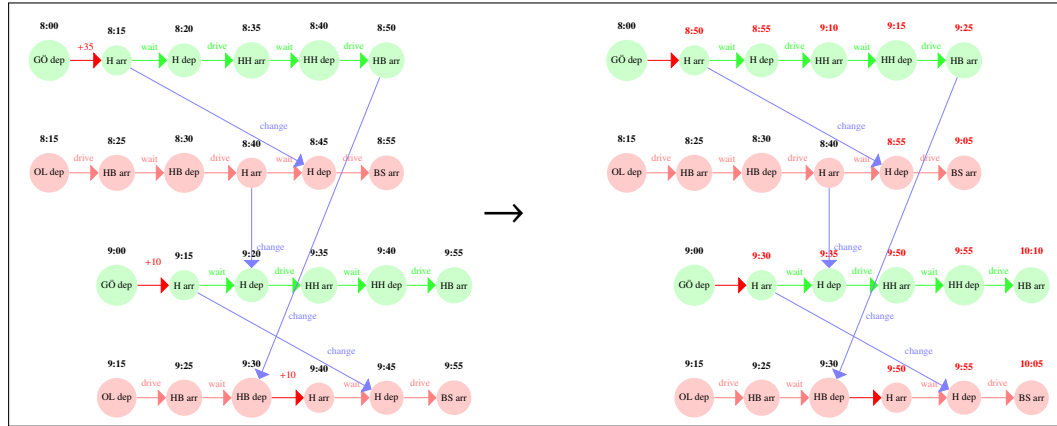 8:00 8:15 8:20 8:35 8:40 8:50
+35 wait drive wait drive
GÖ dep H arr H dep HH arr HH dep HB arr
change
8:15 8:25 8:30 8:40 8:45 8:55
drive wait drive wait drive
OL dep HB arr HB dep H arr H dep BS arr
change
9:00 9:15 9:20 9:35 9:40 9:55
+10 wait drive wait drive
GÖ dep H arr H dep HH arr HH dep HB arr
change
change
9:15 9:25 9:30 9:40 9:45 9:55
drive wait +10 wait drive
OL dep HB arr HB dep H arr H dep BS arr
→
8:00 8:50 8:55 9:10 9:15 9:25
wait drive wait drive
GÖ dep H arr H dep HH arr HH dep HB arr
change
8:15 8:25 8:30 8:40 8:55 9:05
drive wait drive wait drive
OL dep HB arr HB dep H arr H dep BS arr
change
9:00 9:30 9:35 9:50 9:55 10:10
wait drive wait drive
GÖ dep H arr H dep HH arr HH dep HB arr
change
change
9:15 9:25 9:30 9:50 9:55 10:05
drive wait wait drive
OL dep HB arr HB dep H arr H dep BS arr